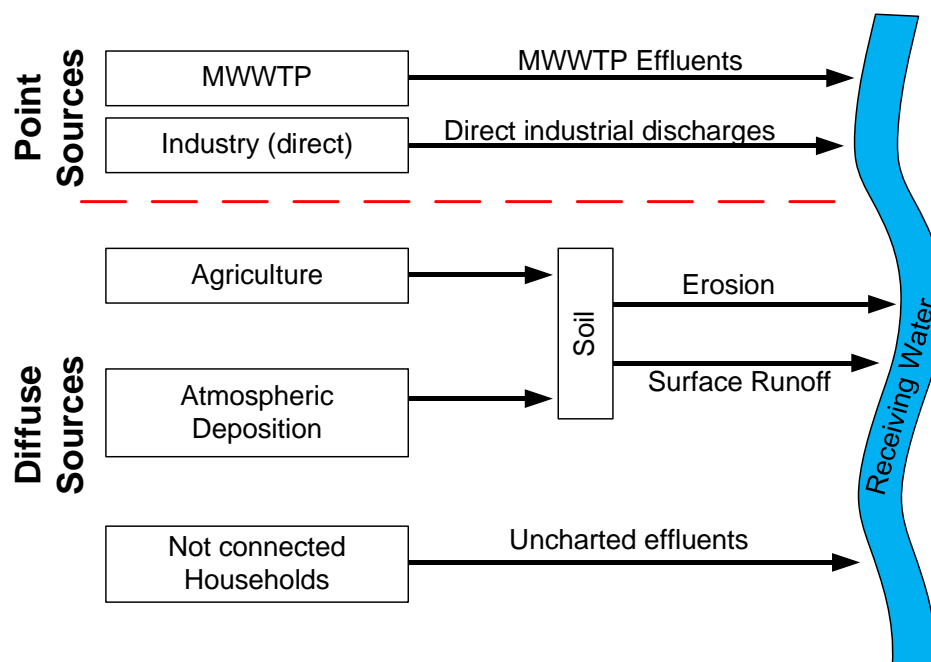 Point
Sources
MWWTP
MWWTP Effluents
Industry (direct)
Direct industrial discharges
Diffuse
Sources
Agriculture
Atmospheric
Deposition
Soil
Erosion
Surface Runoff
Not connected
Households
Uncharted effluents
Receiving Water